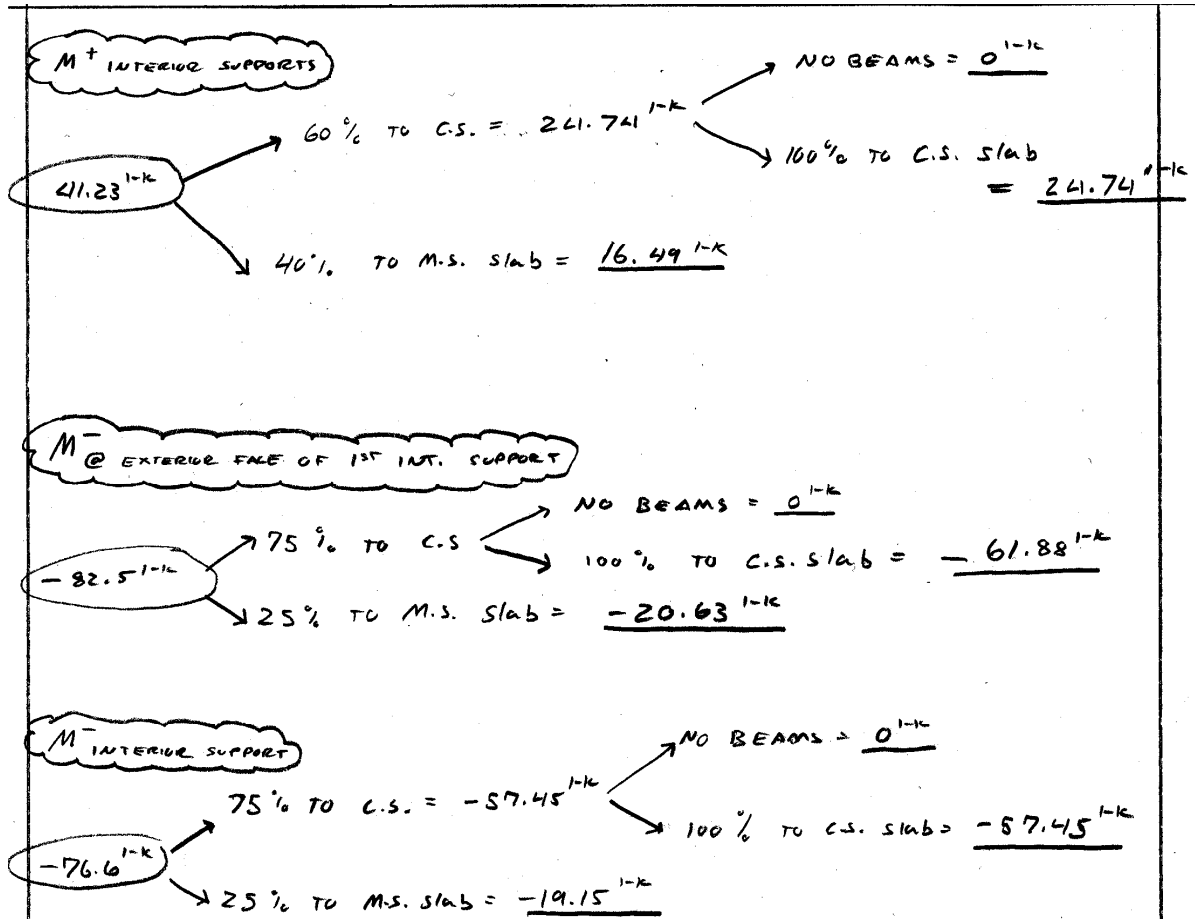 M⁺ INTERIOR SUPPORTS
NO BEAMS = 0 ¹⁻ᵏ
60% TO C.S. = 24.74 ¹⁻ᵏ
100% TO C.S. slab
= 24.74 ¹⁻ᵏ
41.23 ¹⁻ᵏ
40% TO M.S. slab = 16.49 ¹⁻ᵏ
M⁻ @ EXTERIOR FACE OF 1ST INT. SUPPORT
NO BEAMS = 0 ¹⁻ᵏ
75% TO C.S
100% TO C.S. slab = - 61.88 ¹⁻ᵏ
-82.5 ¹⁻ᵏ
25% TO M.S. slab = -20.63 ¹⁻ᵏ
M⁻ INTERIOR SUPPORT
NO BEAMS = 0 ¹⁻ᵏ
75% TO C.S. = -57.45 ¹⁻ᵏ
100% TO C.S. slab = -57.45 ¹⁻ᵏ
-76.6 ¹⁻ᵏ
25% TO M.S. slab = -19.15 ¹⁻ᵏ